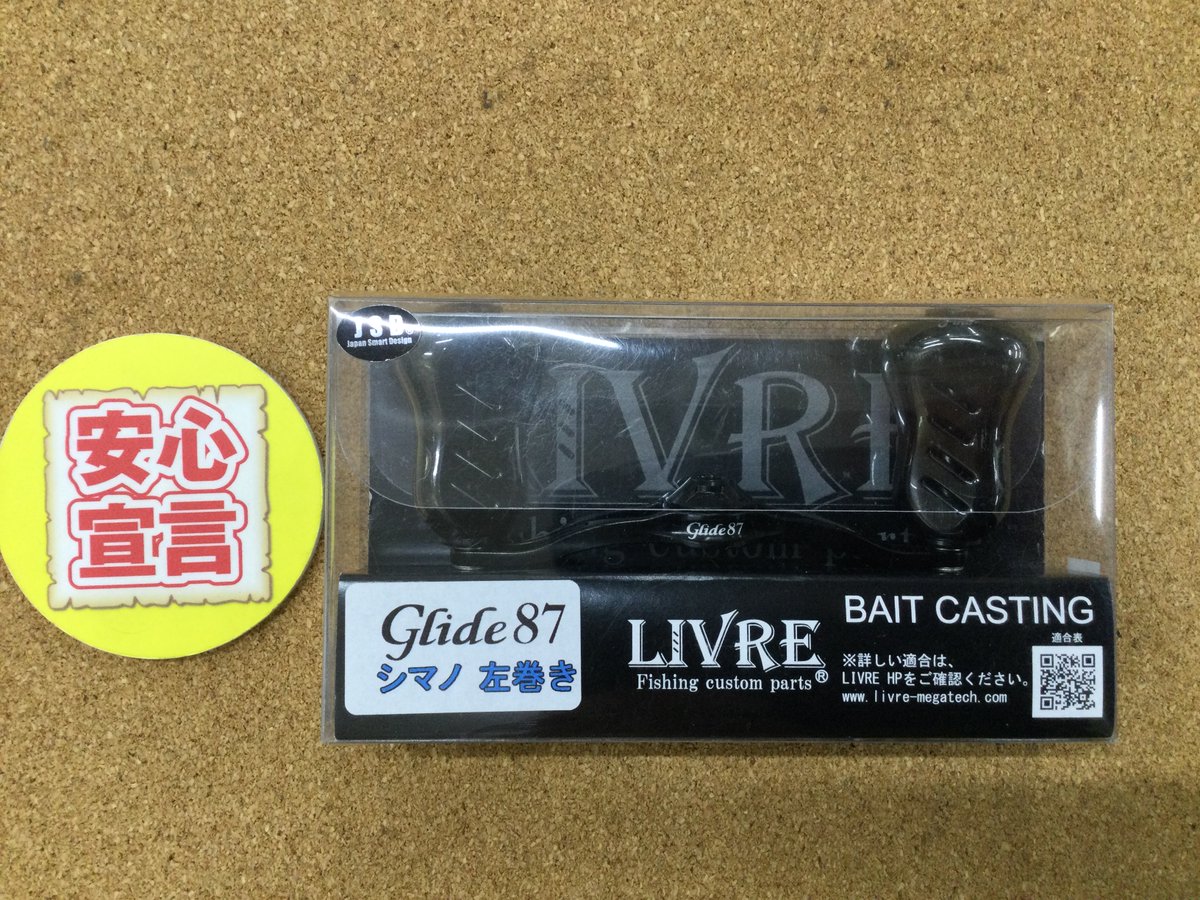 安心
宣言
JSD®
Japan Smart Design
LIVRE
Glide87
Glide87
シマノ 左巻き
LIVRE
Fishing custom parts®
BAIT CASTING
適合表
※詳しい適合は、
LIVRE HPをご確認ください。
www.livre-megatech.com